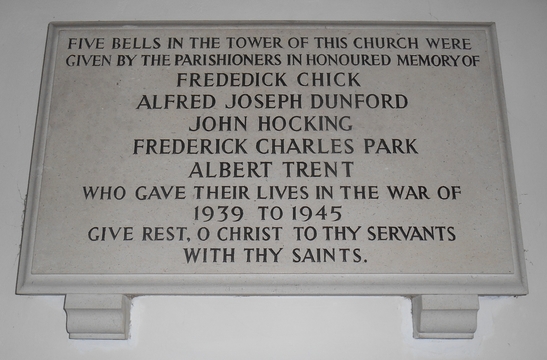 FIVE BELLS IN THE TOWER OF THIS CHURCH WERE
GIVEN BY THE PARISHIONERS IN HONOURED MEMORY OF
FREDEDICK CHICK
ALFRED JOSEPH DUNFORD
JOHN HOCKING
FREDERICK CHARLES PARK
ALBERT TRENT
WHO GAVE THEIR LIVES IN THE WAR OF
1939 TO 1945
GIVE REST, O CHRIST TO THY SERVANTS
WITH THY SAINTS.